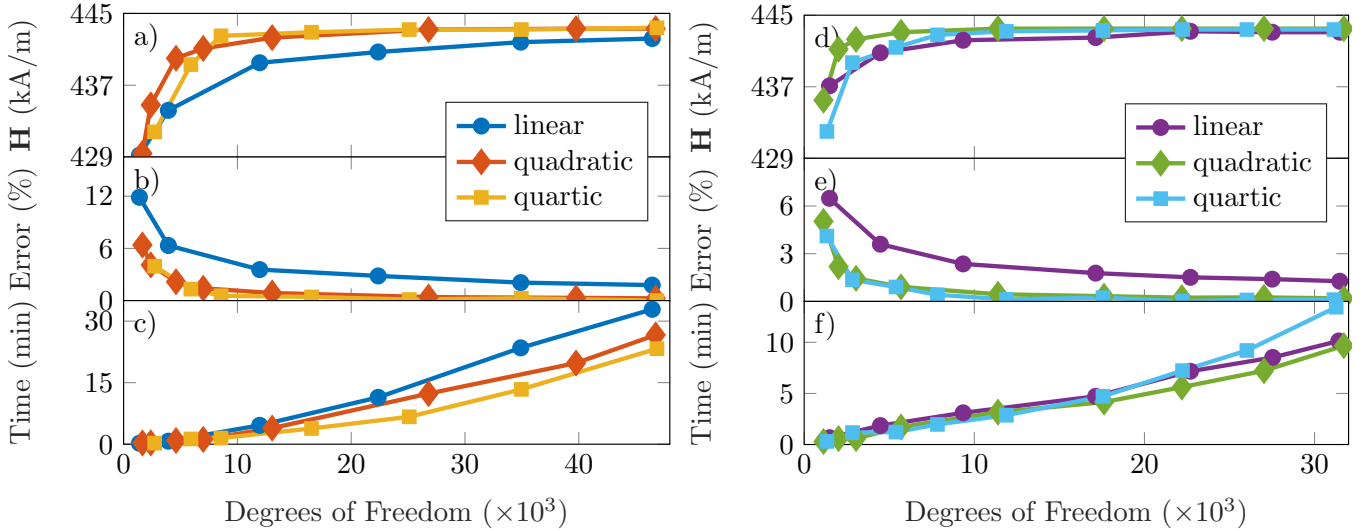 a)
445
437
429
H (kA/m)
linear
quadratic
quartic
b)
12
6
0
Error (%)
c)
30
15
0
Time (min)
0 10 20 30 40
Degrees of Freedom (×10³)
d)
445
437
429
H (kA/m)
linear
quadratic
quartic
e)
6
3
0
Error (%)
f)
10
5
0
Time (min)
0 10 20 30
Degrees of Freedom (×10³)